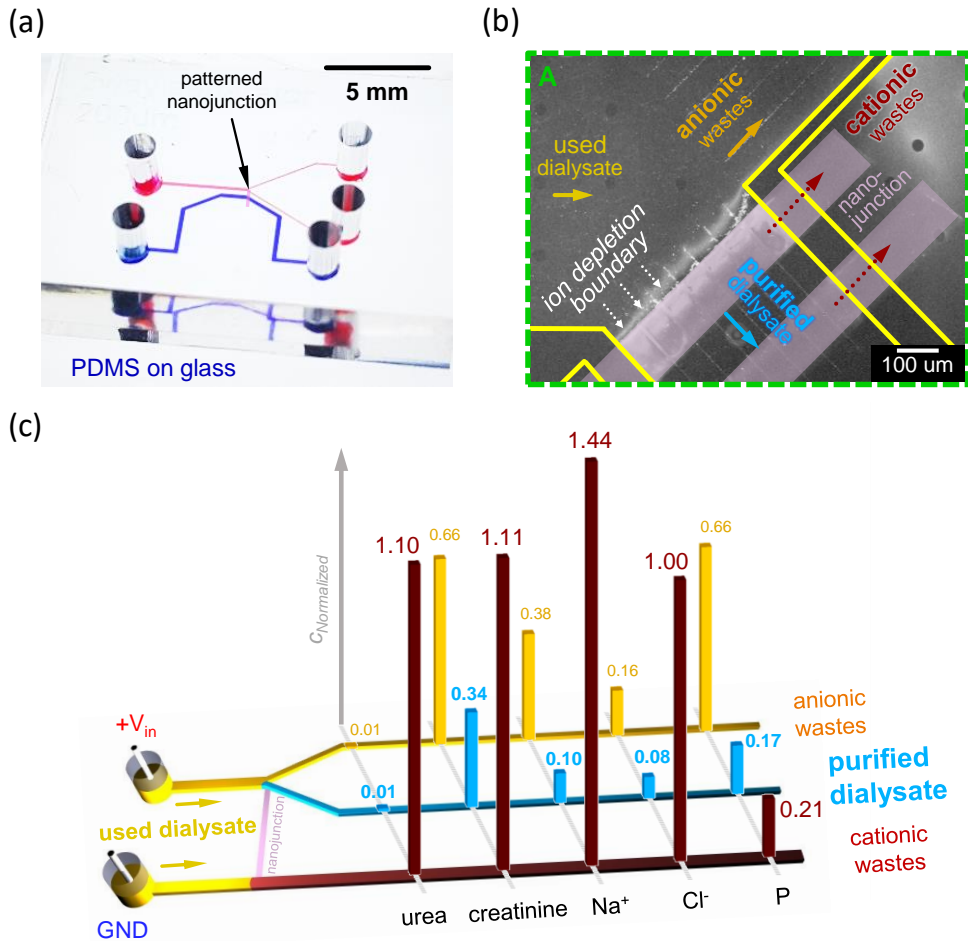 (a)
patterned
nanojunction
5 mm
PDMS on glass
(b)
A
used
dialysate
anionic
wastes
cationic
wastes
nano-
junction
ion depletion
boundary
purified
dialysate
100 um
(c)
C_Normalized
1.10
0.66
1.11
0.38
1.44
0.16
1.00
0.66
0.01
0.34
0.10
0.08
0.17
0.01
0.21
+V_in
used dialysate
nanojunction
GND
anionic
wastes
purified
dialysate
cationic
wastes
urea
creatinine
Na⁺
Cl⁻
P